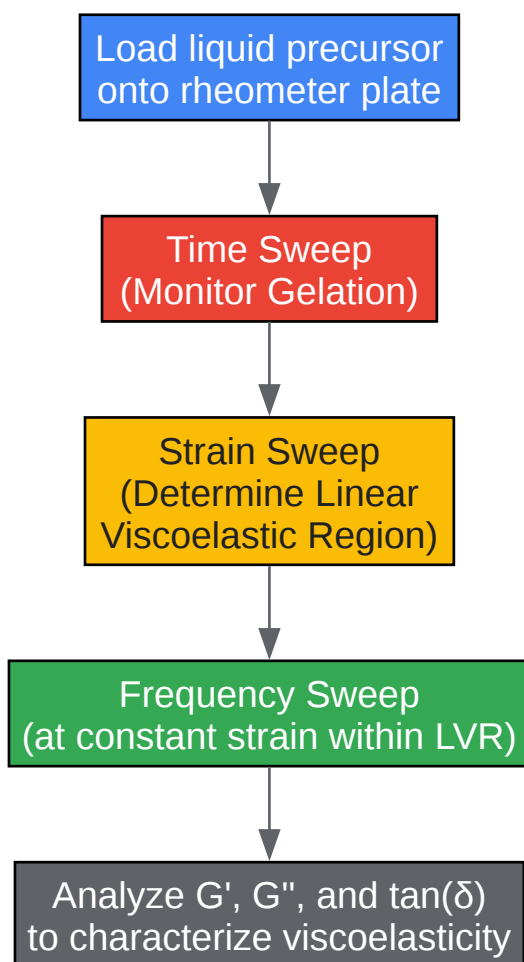 Load liquid precursor
onto rheometer plate
Time Sweep
(Monitor Gelation)
Strain Sweep
(Determine Linear
Viscoelastic Region)
Frequency Sweep
(at constant strain within LVR)
Analyze G', G'', and tan(δ)
to characterize viscoelasticity